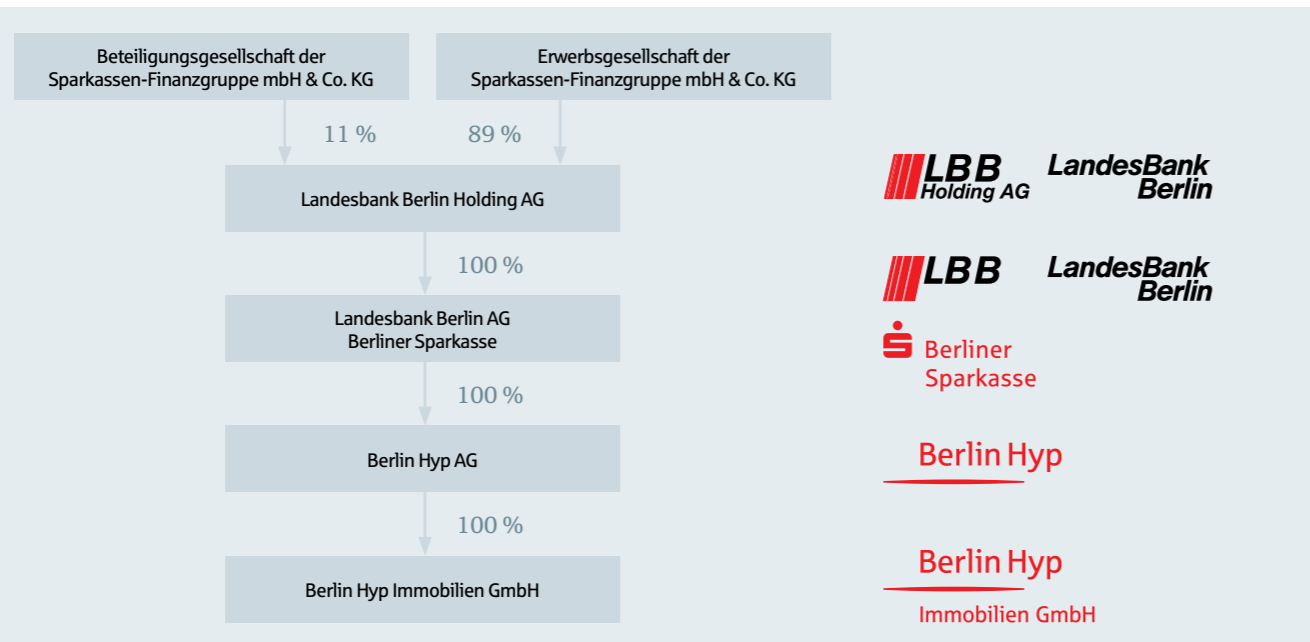 Beteiligungsgesellschaft der
Sparkassen-Finanzgruppe mbH & Co. KG
Erwerbsgesellschaft der
Sparkassen-Finanzgruppe mbH & Co. KG
11 %
89 %
Landesbank Berlin Holding AG
LBB
Holding AG
LandesBank
Berlin
100 %
Landesbank Berlin AG
Berliner Sparkasse
LBB
LandesBank
Berlin
Berliner
Sparkasse
100 %
Berlin Hyp AG
Berlin Hyp
100 %
Berlin Hyp Immobilien GmbH
Berlin Hyp
Immobilien GmbH